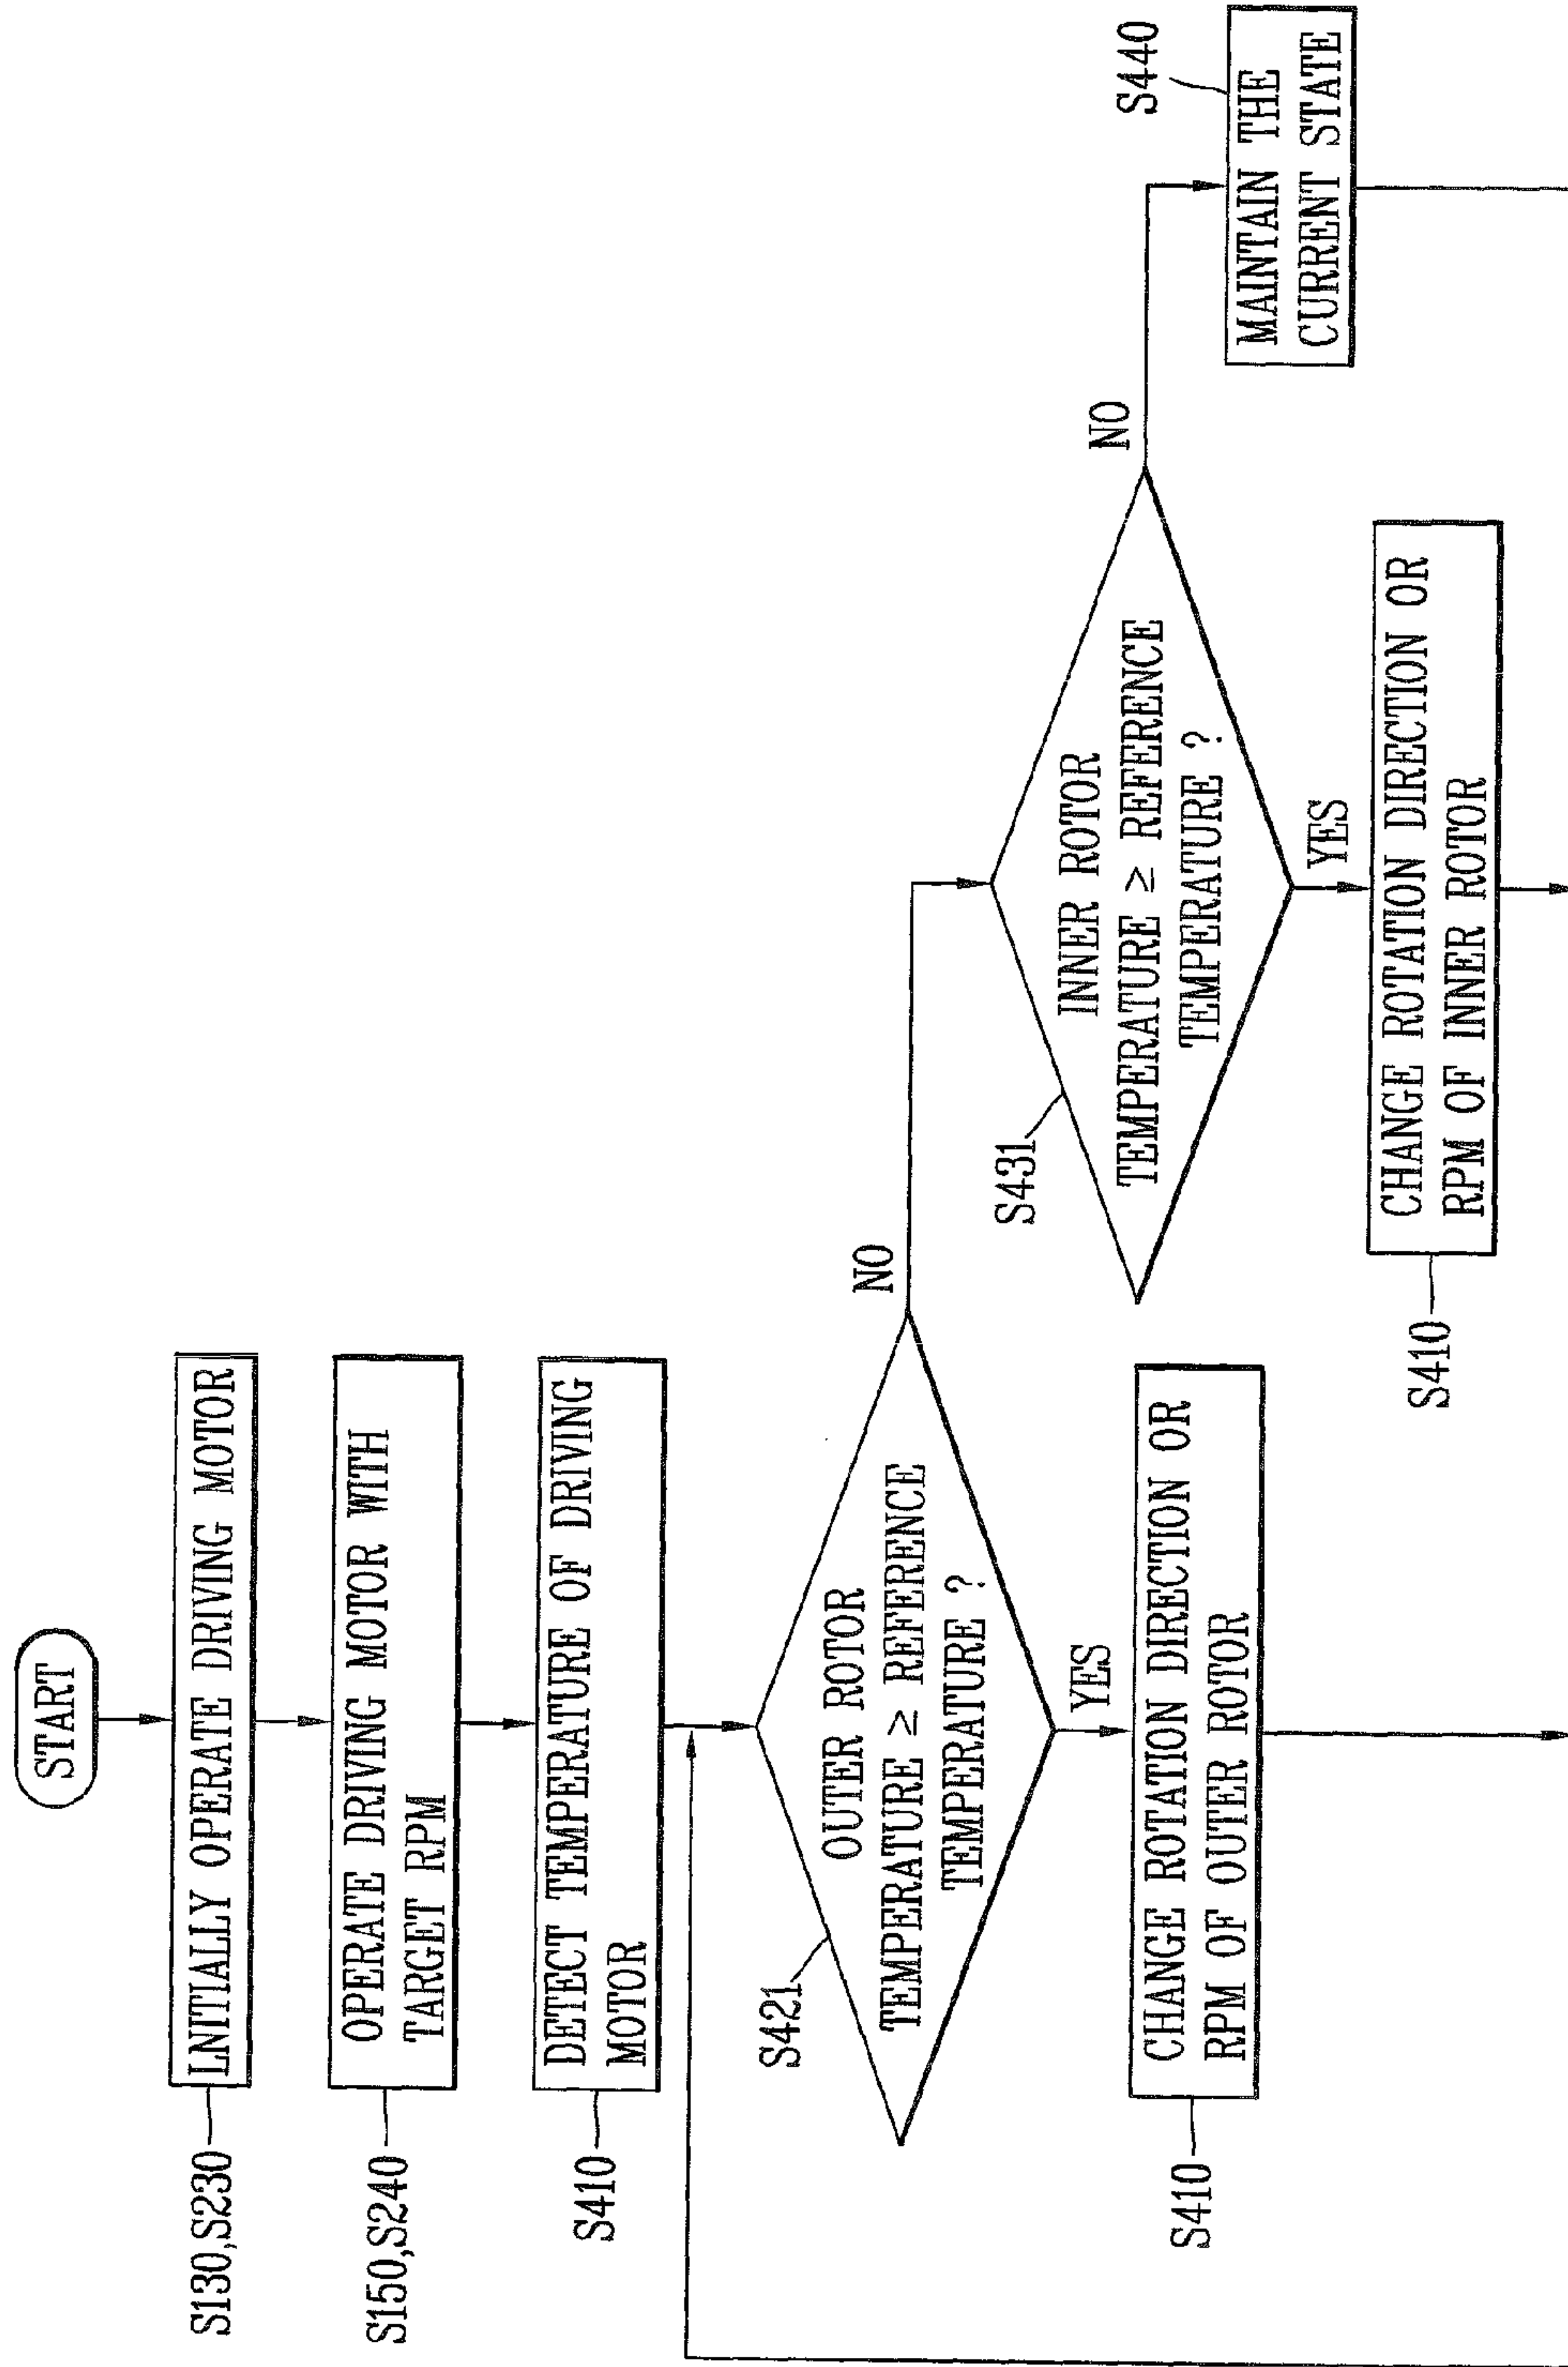 START
S130,S230
LNITIALLY OPERATE DRIVING MOTOR
S150,S240
OPERATE DRIVING MOTOR WITH
TARGET RPM
S410
DETECT TEMPERATURE OF DRIVING
MOTOR
S421
OUTER ROTOR
TEMPERATURE ≥ REFERENCE
TEMPERATURE ?
NO
YES
S410
CHANGE ROTATION DIRECTION OR
RPM OF OUTER ROTOR
S431
INNER ROTOR
TEMPERATURE ≥ REFERENCE
TEMPERATURE ?
NO
YES
S410
CHANGE ROTATION DIRECTION OR
RPM OF INNER ROTOR
S440
MAINTAIN THE
CURRENT STATE